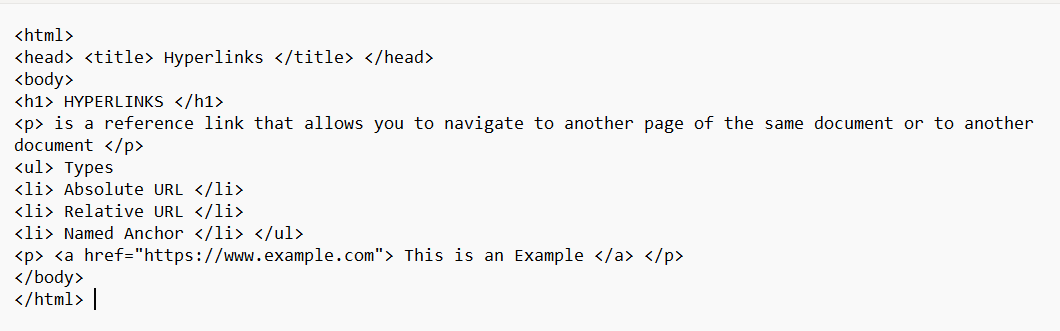 <html>
<head> <title> Hyperlinks </title> </head>
<body>
<h1> HYPERLINKS </h1>
<p> is a reference link that allows you to navigate to another page of the same document or to another
document </p>
<ul> Types
<li> Absolute URL </li>
<li> Relative URL </li>
<li> Named Anchor </li> </ul>
<p> <a href="https://www.example.com"> This is an Example </a> </p>
</body>
</html>